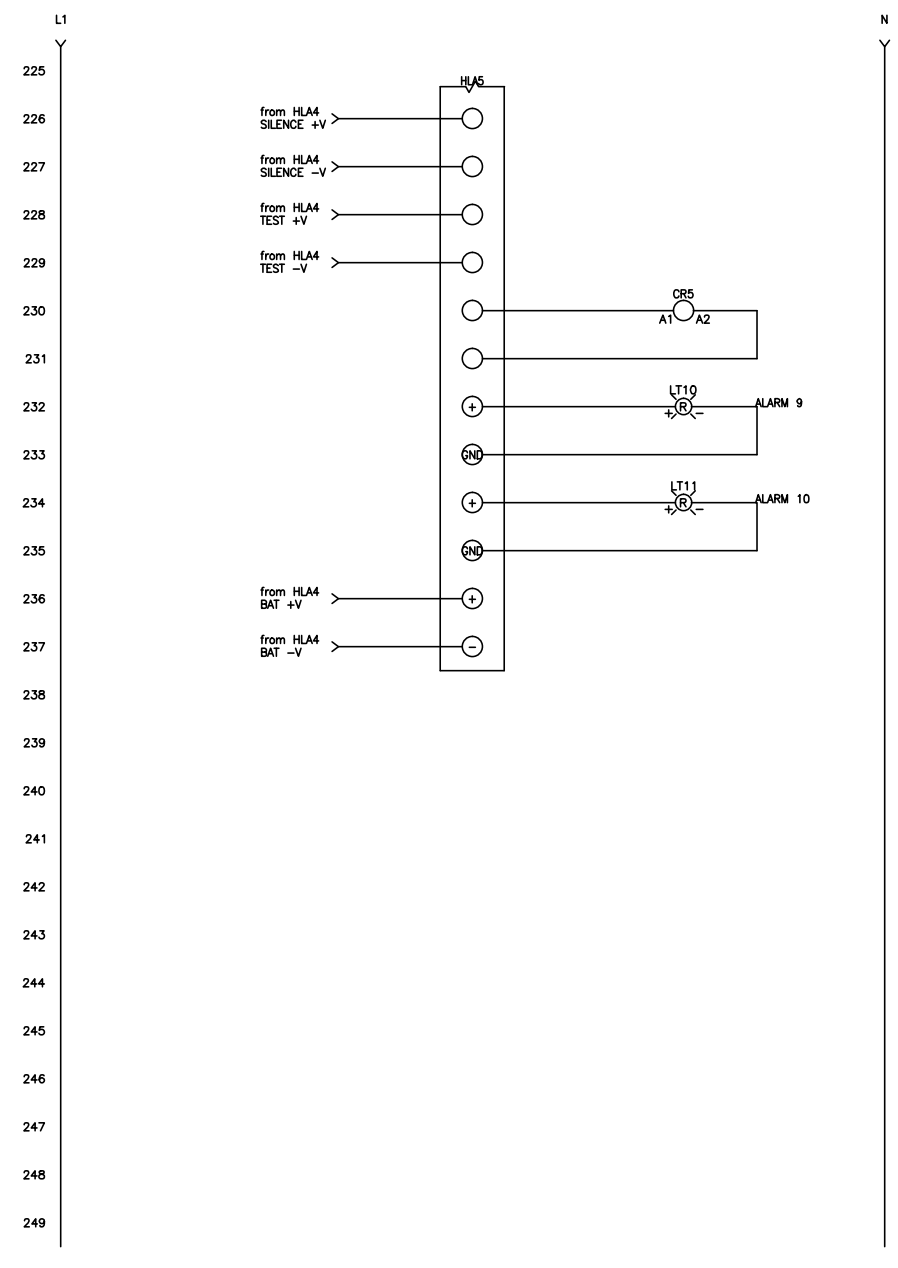 L1 N
225
HLA5
226 from HLA4
SILENCE +V
227 from HLA4
SILENCE -V
228 from HLA4
TEST +V
229 from HLA4
TEST -V
230 CR5
A1 A2
231
232 + LT10
+ R - ALARM 9
233 GND
234 + LT11
+ R - ALARM 10
235 GND
236 from HLA4
BAT +V +
237 from HLA4
BAT -V -
238
239
240
241
242
243
244
245
246
247
248
249